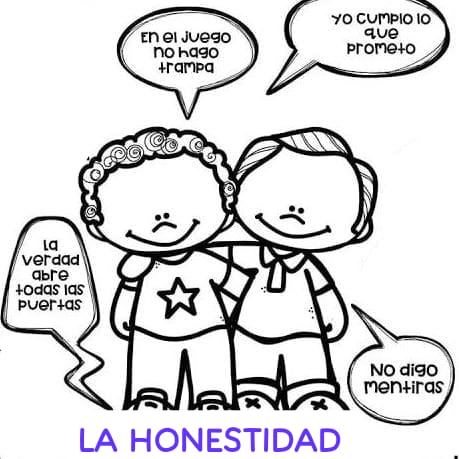 En el juego
no hago
trampa
Yo cumplo lo
que
prometo
La
verdad
abre
todas las
puertas
No digo
mentiras
LA HONESTIDAD